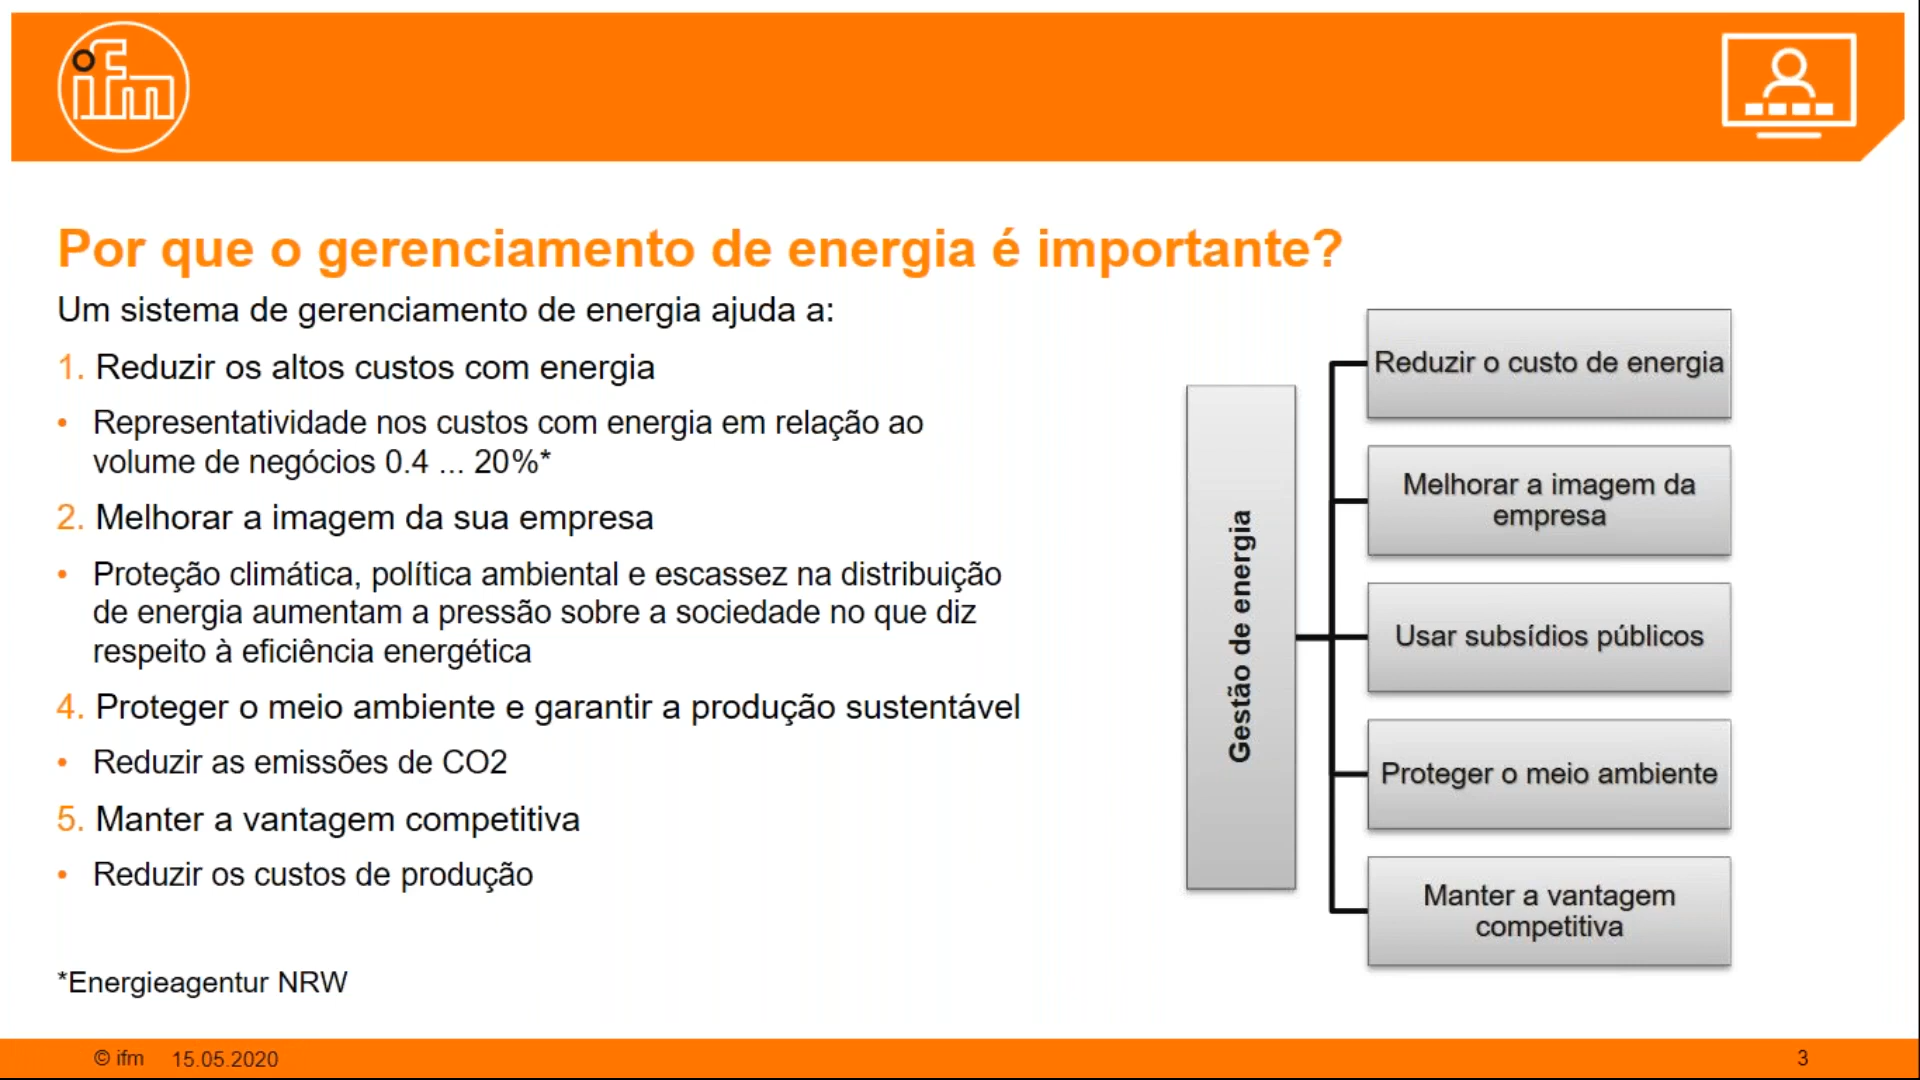 ifm
Por que o gerenciamento de energia é importante?
Um sistema de gerenciamento de energia ajuda a:
1. Reduzir os altos custos com energia
• Representatividade nos custos com energia em relação ao
volume de negócios 0.4 ... 20%*
2. Melhorar a imagem da sua empresa
• Proteção climática, política ambiental e escassez na distribuição
de energia aumentam a pressão sobre a sociedade no que diz
respeito à eficiência energética
4. Proteger o meio ambiente e garantir a produção sustentável
• Reduzir as emissões de CO2
5. Manter a vantagem competitiva
• Reduzir os custos de produção
*Energieagentur NRW
Gestão de energia
Reduzir o custo de energia
Melhorar a imagem da
empresa
Usar subsídios públicos
Proteger o meio ambiente
Manter a vantagem
competitiva
© ifm 15.05.2020
3